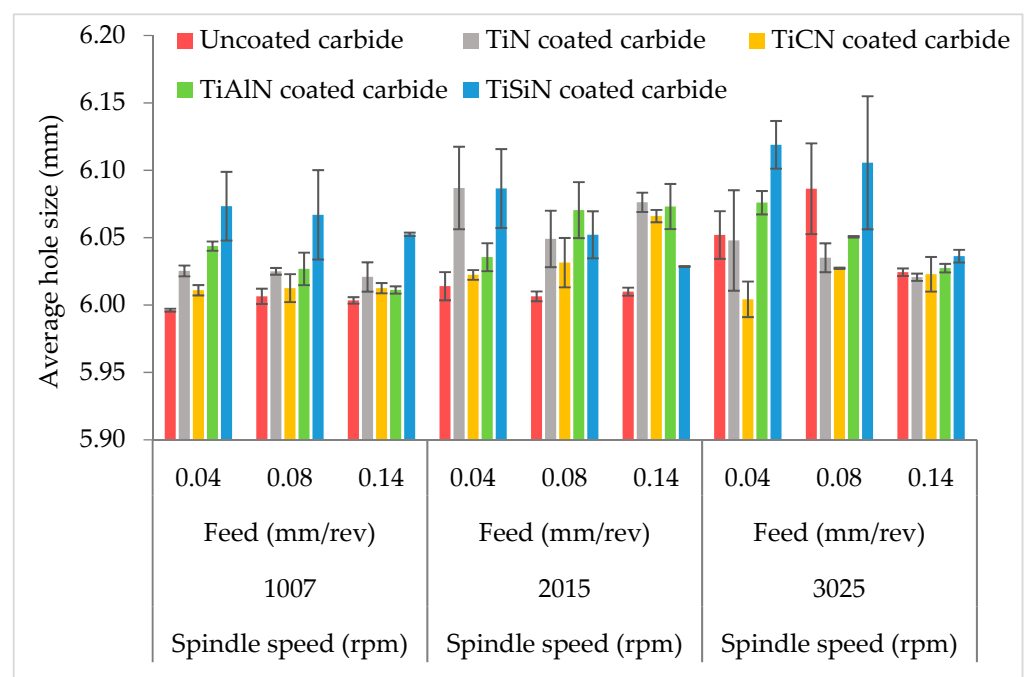 Uncoated carbide TiN coated carbide TiCN coated carbide
TiAlN coated carbide TiSiN coated carbide
Average hole size (mm)
6.20
6.15
6.10
6.05
6.00
5.95
5.90
0.04 0.08 0.14 0.04 0.08 0.14 0.04 0.08 0.14
Feed (mm/rev) Feed (mm/rev) Feed (mm/rev)
1007 2015 3025
Spindle speed (rpm) Spindle speed (rpm) Spindle speed (rpm)